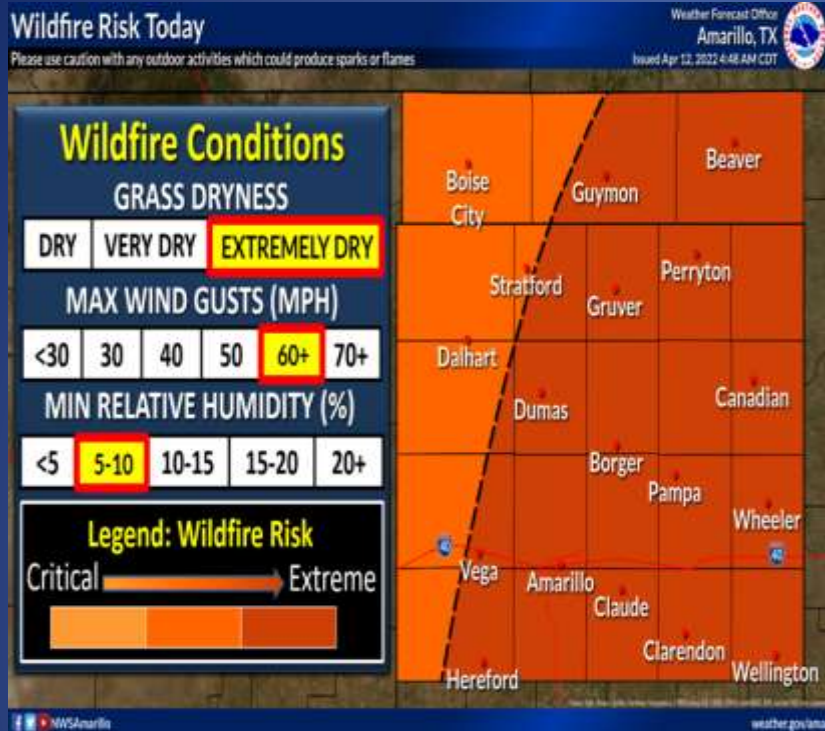 Wildfire Risk Today
Please use caution with any outdoor activities which could produce sparks or flames
Weather Forecast Office
Amarillo, TX
Issued Apr 12, 2022 4:48 AM CDT
Wildfire Conditions
GRASS DRYNESS
DRY VERY DRY EXTREMELY DRY
MAX WIND GUSTS (MPH)
<30 30 40 50 60+ 70+
MIN RELATIVE HUMIDITY (%)
<5 5-10 10-15 15-20 20+
Legend: Wildfire Risk
Critical Extreme
Boise
City
Guymon
Beaver
Stratford
Gruver
Perryton
Dalhart
Dumas
Canadian
Borger
Pampa
Wheeler
40
40
Vega
Amarillo
Claude
Clarendon
Hereford
Wellington
NWSAmarillo
weather.gov/ama